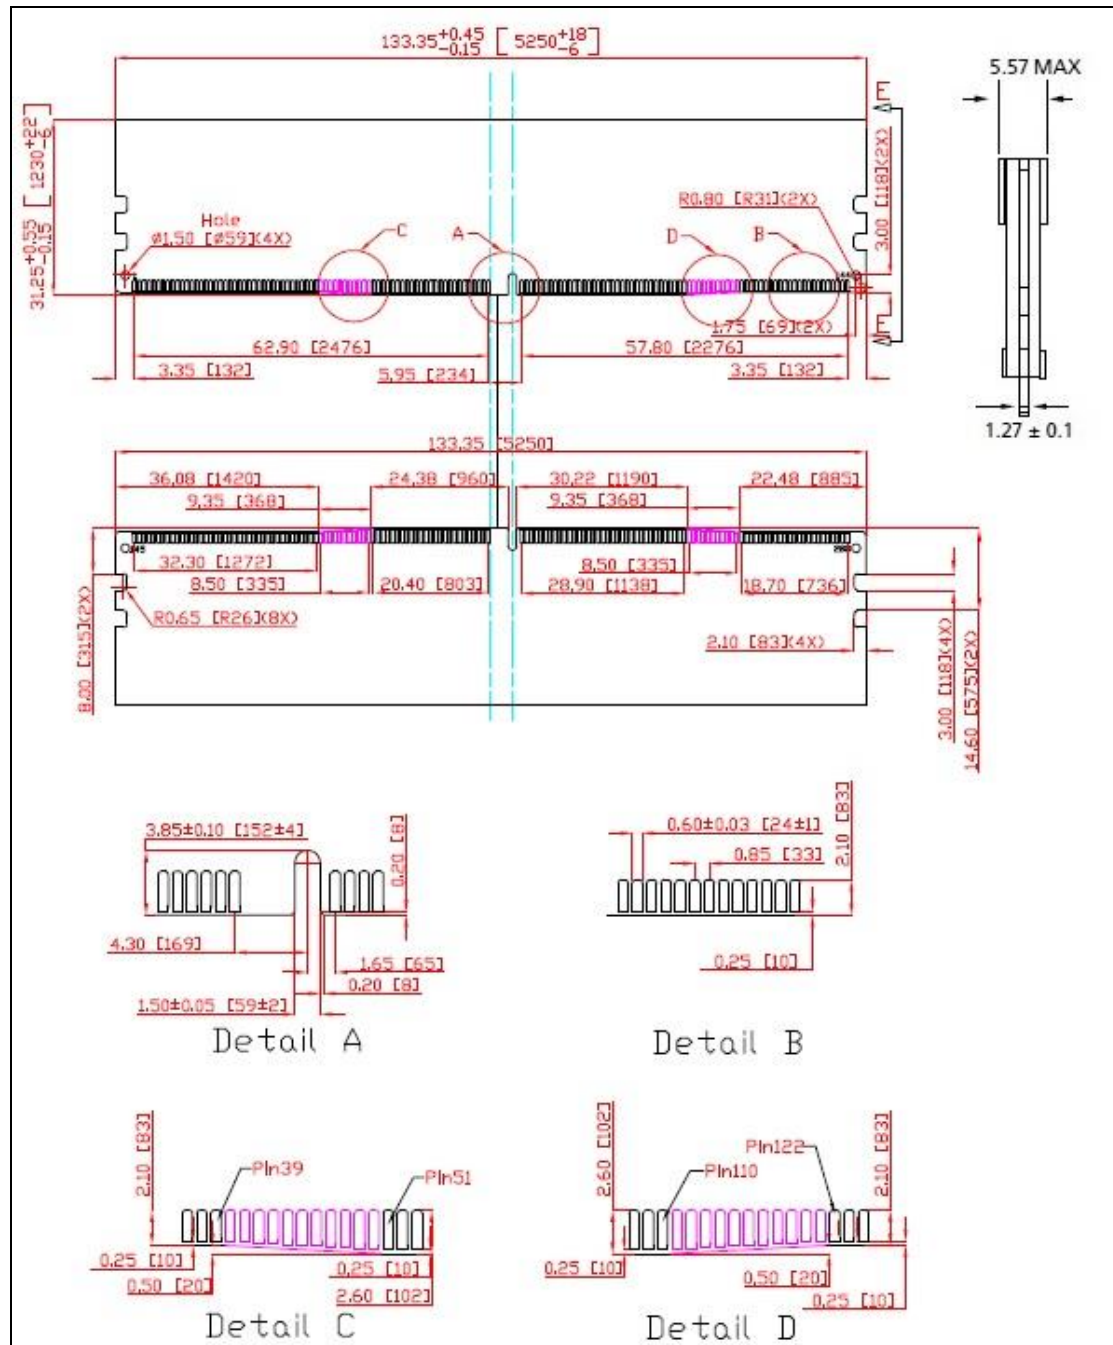 133.35+0.45-0.15 [ 5250+18-6 ]
5.57 MAX
E
31.25+0.55-0.15 [ 1230+22-6 ]
3.00 [118](2X)
R0.80 [R31](2X)
Hole
Ø1.50 [Ø59](4X)
C
A
D
B
1.75 [69](2X)
E
62.90 [2476]
57.80 [2276]
3.35 [132]
5.95 [234]
3.35 [132]
1.27 ± 0.1
133.35 [5250]
36.08 [1420]
24.38 [960]
30.22 [1190]
22.48 [885]
9.35 [368]
9.35 [368]
145
32.30 [1272]
8.50 [335]
8.50 [335]
20.40 [803]
28.90 [1138]
18.70 [736]
R0.65 [R26](8X)
8.00 [315](2X)
2.10 [83](4X)
3.00 [118](4X)
14.60 [575](2X)
3.85±0.10 [152±4]
0.20 [8]
4.30 [169]
1.65 [65]
0.20 [8]
1.50±0.05 [59±2]
Detail A
0.60±0.03 [24±1]
2.10 [83]
0.85 [33]
0.25 [10]
Detail B
2.10 [83]
Pin39
Pin51
0.25 [10]
0.25 [10]
0.50 [20]
2.60 [102]
Detail C
2.60 [102]
Pin122
Pin110
2.10 [83]
0.25 [10]
0.50 [20]
0.25 [10]
Detail D